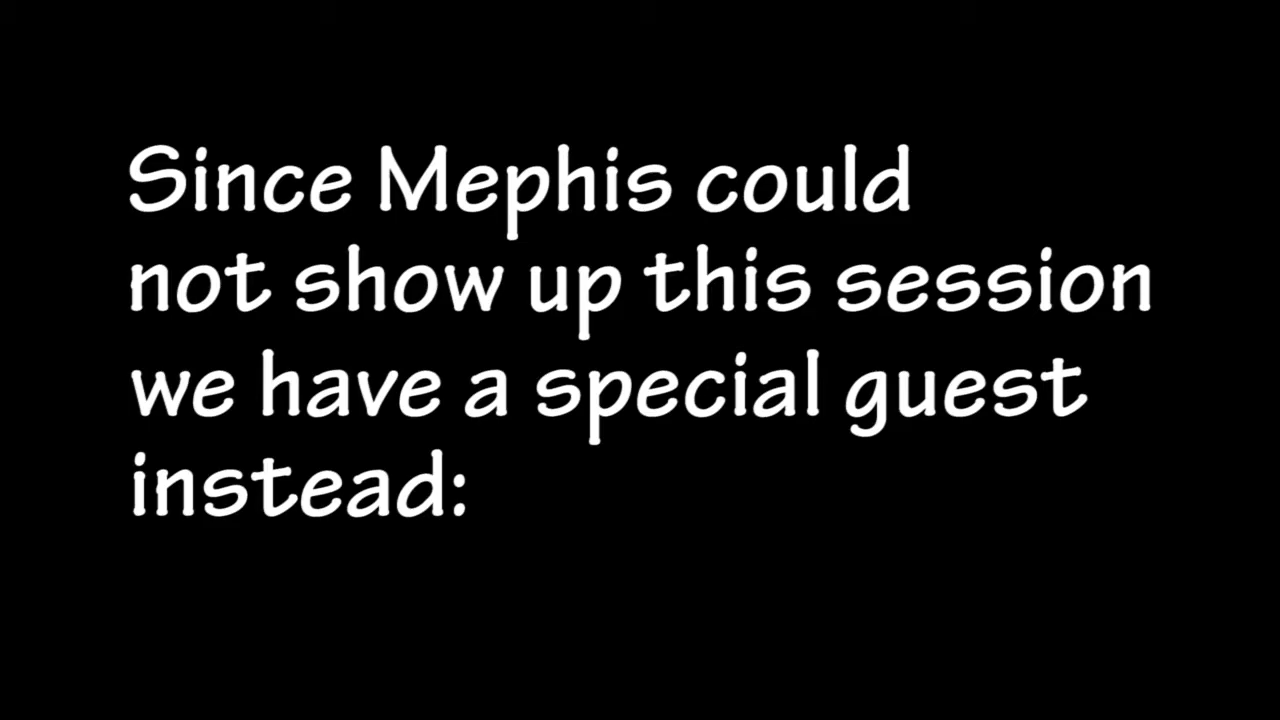 Since Mephis could
not show up this session
we have a special guest
instead: